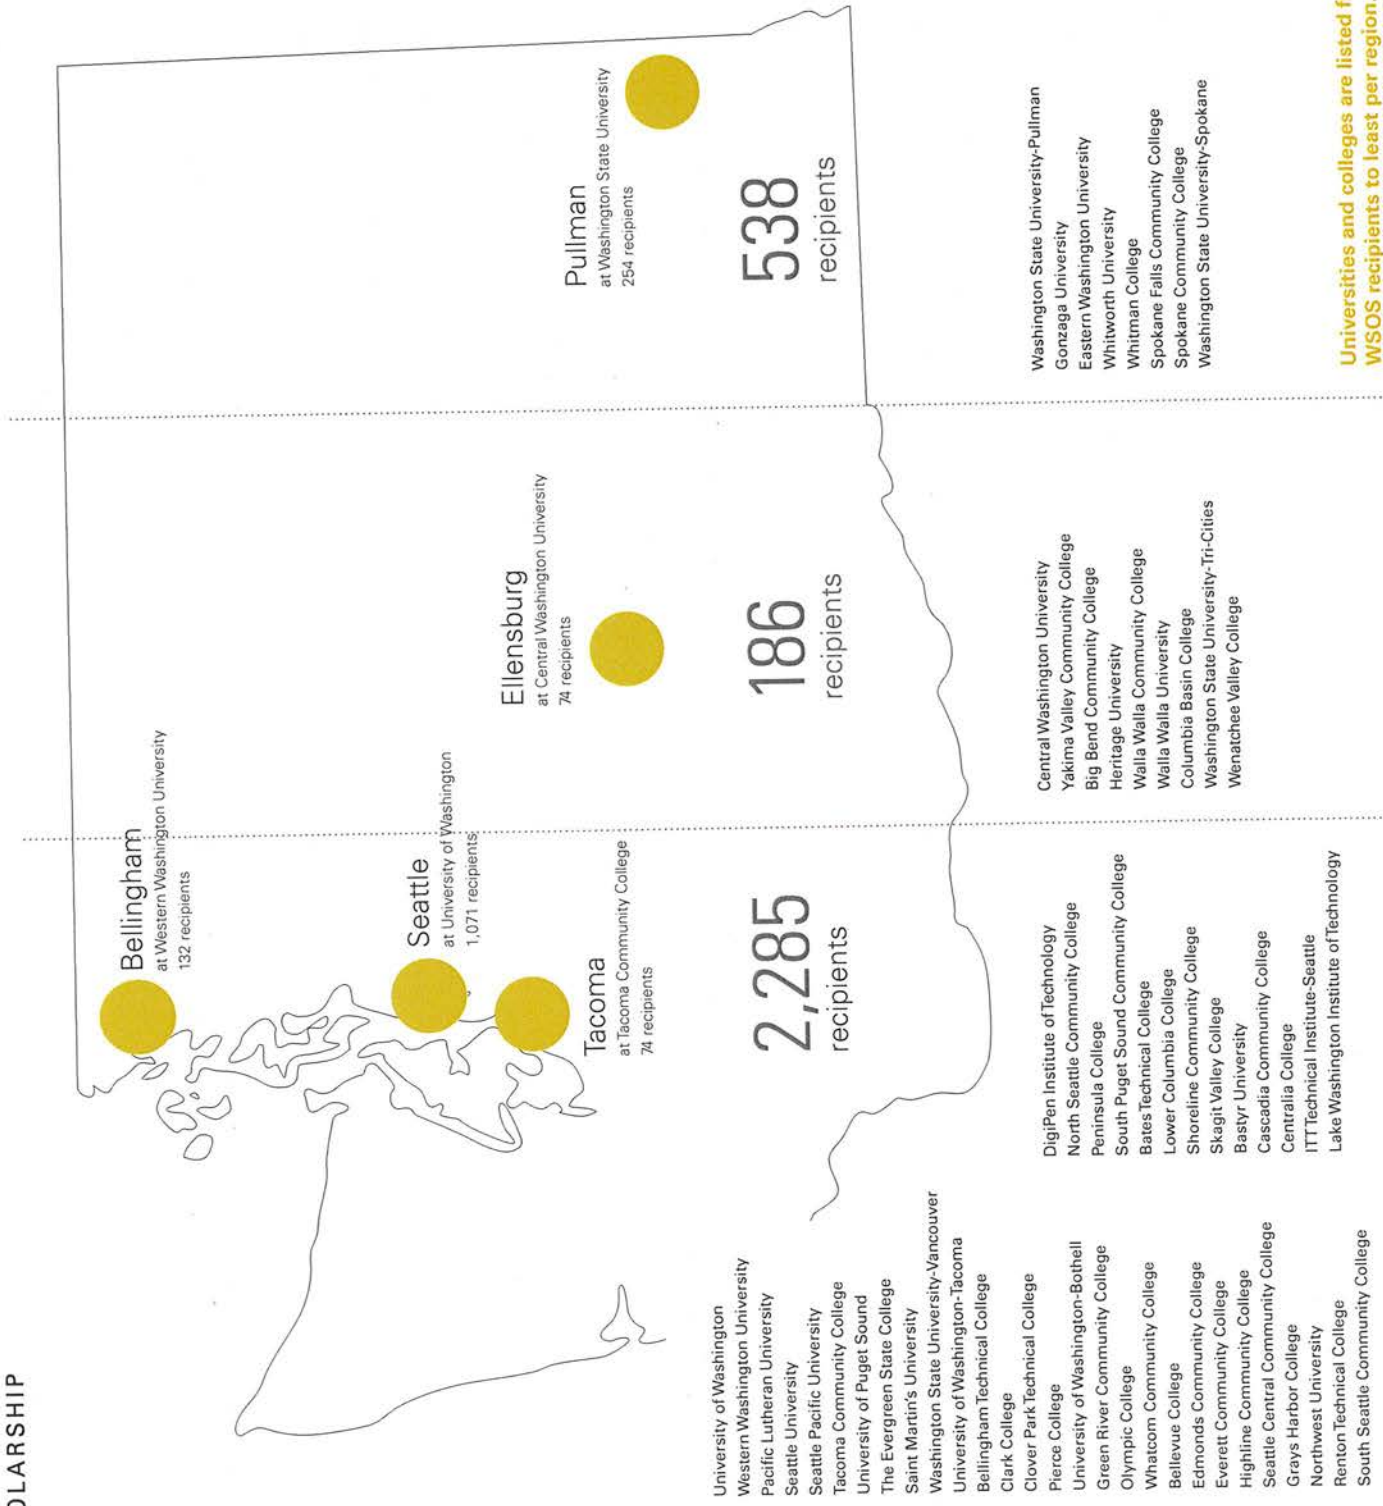 OLARSHIP
Bellingham
at Western Washington University
132 recipients
Seattle
at University of Washington
1,071 recipients
Tacoma
at Tacoma Community College
74 recipients
Ellensburg
at Central Washington University
74 recipients
Pullman
at Washington State University
254 recipients
2,285
recipients
186
recipients
538
recipients
University of Washington
Western Washington University
Pacific Lutheran University
Seattle University
Seattle Pacific University
Tacoma Community College
University of Puget Sound
The Evergreen State College
Saint Martin's University
Washington State University-Vancouver
University of Washington-Tacoma
Bellingham Technical College
Clark College
Clover Park Technical College
Pierce College
University of Washington-Bothell
Green River Community College
Olympic College
Whatcom Community College
Bellevue College
Edmonds Community College
Everett Community College
Highline Community College
Seattle Central Community College
Grays Harbor College
Northwest University
Renton Technical College
South Seattle Community College
DigiPen Institute of Technology
North Seattle Community College
Peninsula College
South Puget Sound Community College
Bates Technical College
Lower Columbia College
Shoreline Community College
Skagit Valley College
Bastyr University
Cascadia Community College
Centralia College
ITT Technical Institute-Seattle
Lake Washington Institute of Technology
Central Washington University
Yakima Valley Community College
Big Bend Community College
Heritage University
Walla Walla Community College
Walla Walla University
Columbia Basin College
Washington State University-Tri-Cities
Wenatchee Valley College
Washington State University-Pullman
Gonzaga University
Eastern Washington University
Whitworth University
Whitman College
Spokane Falls Community College
Spokane Community College
Washington State University-Spokane
Universities and colleges are listed f
WSOS recipients to least per region.